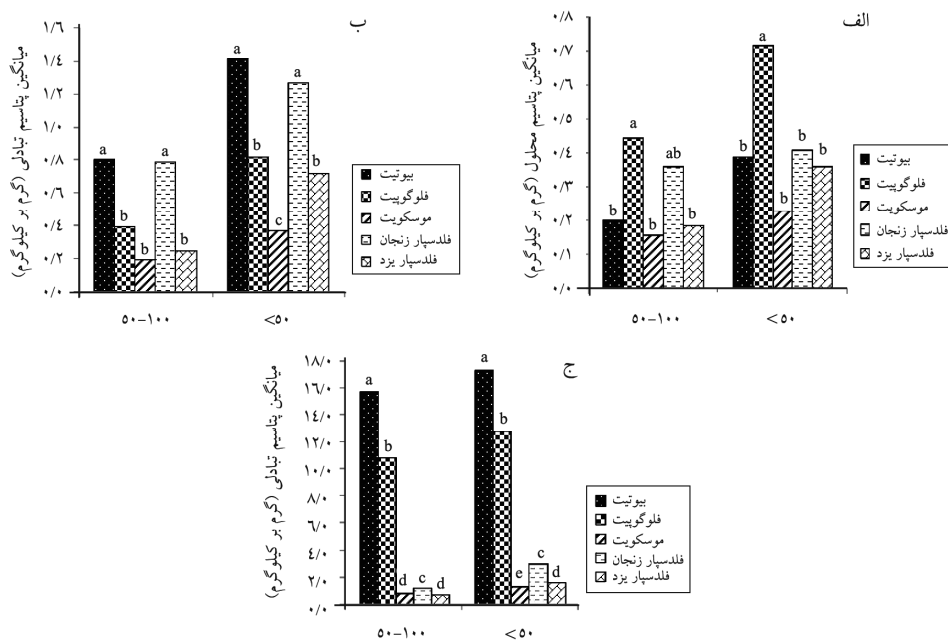 الف
میانگین پتاسیم محلول (گرم بر کیلوگرم)
۰/۸
۰/۷
۰/۶
۰/۵
۰/۴
۰/۳
۰/۲
۰/۱
۰/۰
b
a
b
ab
b
b
a
b
b
b
۵۰-۱۰۰
<۵۰
بیوتیت
فلوگوپیت
موسکویت
فلدسپار زنجان
فلدسپار یزد
ب
میانگین پتاسیم تبادلی (گرم بر کیلوگرم)
۱/۶
۱/۴
۱/۲
۱/۰
۰/۸
۰/۶
۰/۴
۰/۲
۰/۰
a
b
b
a
b
a
b
c
a
b
۵۰-۱۰۰
<۵۰
بیوتیت
فلوگوپیت
موسکویت
فلدسپار زنجان
فلدسپار یزد
ج
میانگین پتاسیم تبادلی (گرم بر کیلوگرم)
۱۸/۰
۱۶/۰
۱۴/۰
۱۲/۰
۱۰/۰
۸/۰
۶/۰
۴/۰
۲/۰
۰/۰
a
b
d
c
d
a
b
e
c
d
۵۰-۱۰۰
<۵۰
بیوتیت
فلوگوپیت
موسکویت
فلدسپار زنجان
فلدسپار یزد